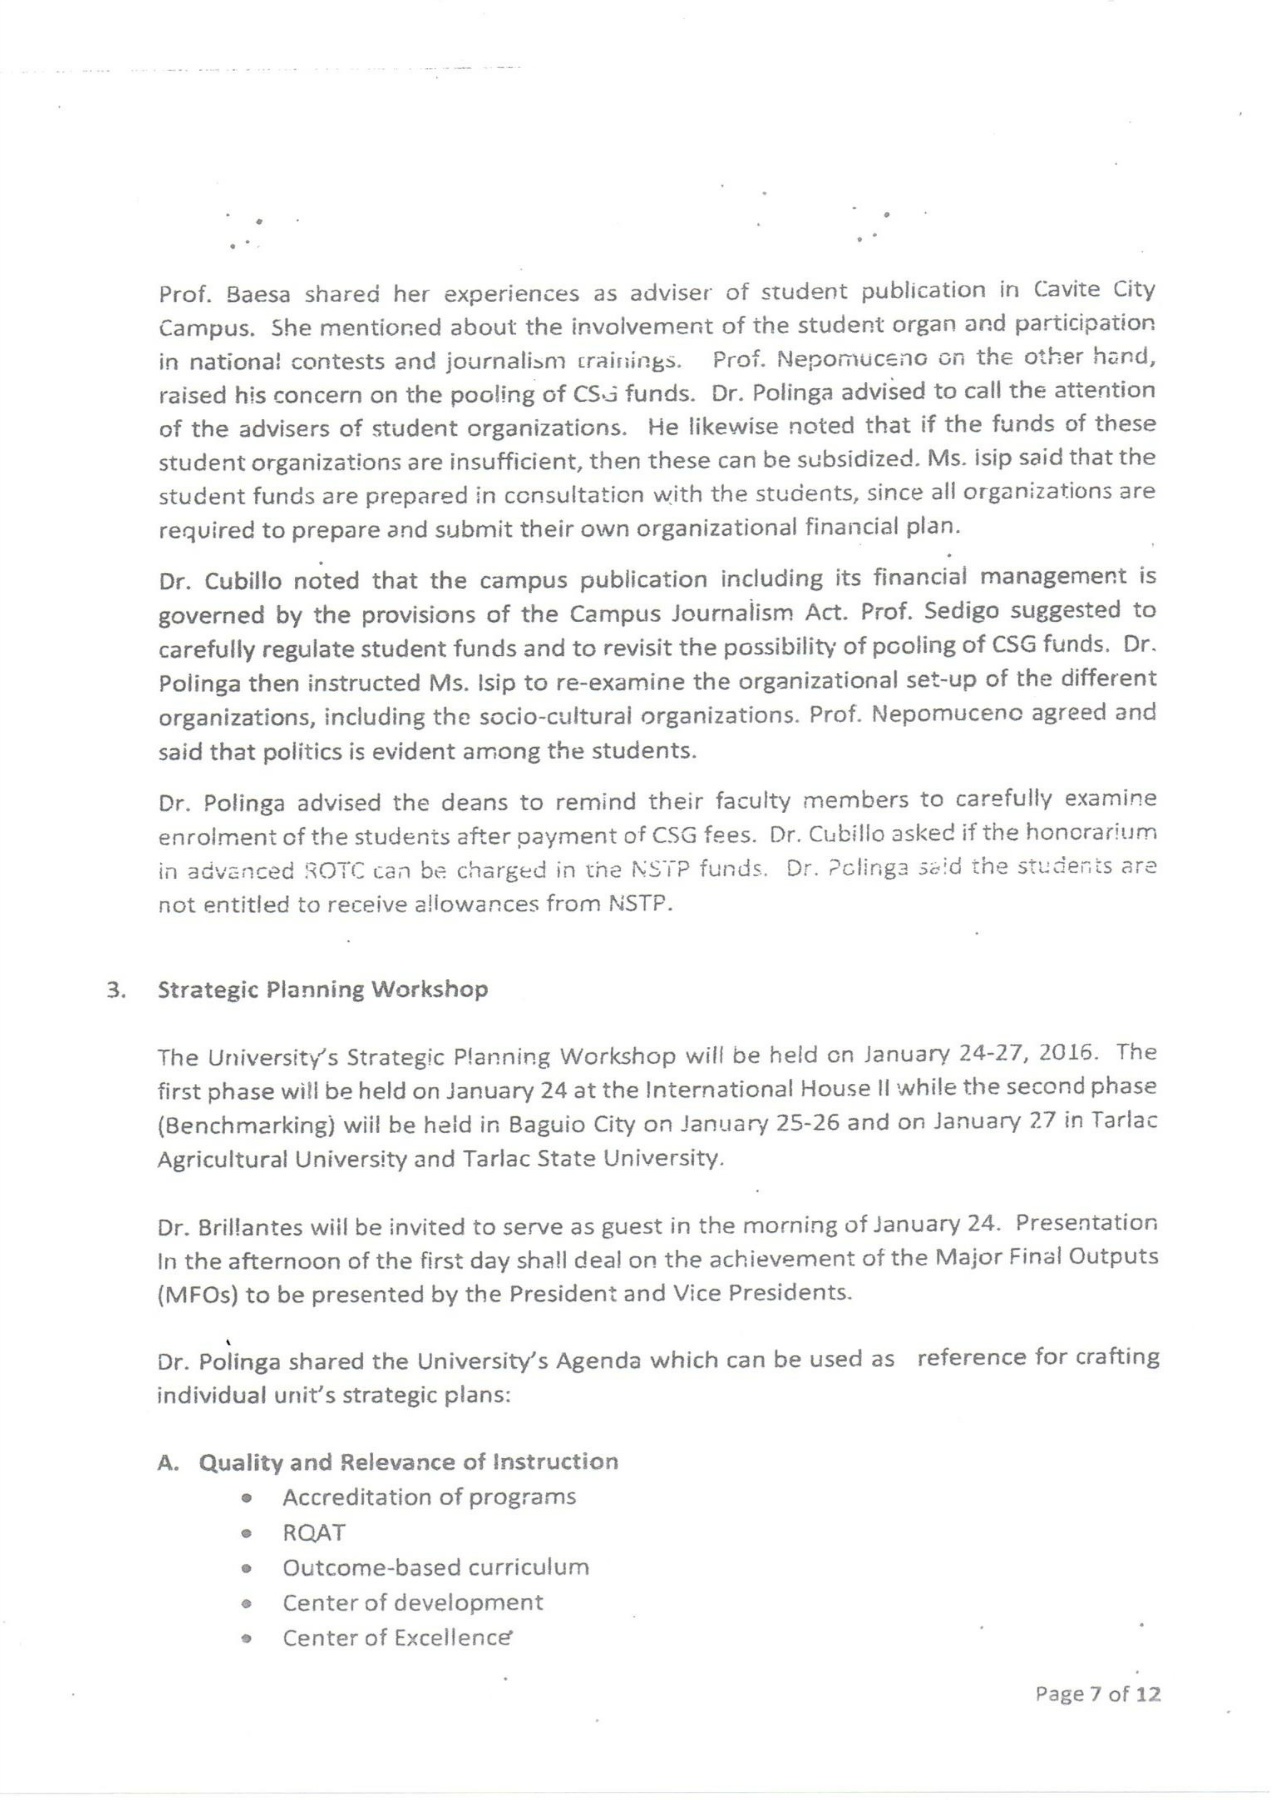 Prof. Baesa shared her experiences as adviser of student publication in Cavite City
Campus. She mentioned about the involvement of the student organ and participation
in national contests and journalism trainings. Prof. Nepomuceno on the other hand,
raised his concern on the pooling of CSG funds. Dr. Polinga advised to call the attention
of the advisers of student organizations. He likewise noted that if the funds of these
student organizations are insufficient, then these can be subsidized. Ms. Isip said that the
student funds are prepared in consultation with the students, since all organizations are
required to prepare and submit their own organizational financial plan.
Dr. Cubillo noted that the campus publication including its financial management is
governed by the provisions of the Campus Journalism Act. Prof. Sedigo suggested to
carefully regulate student funds and to revisit the possibility of pooling of CSG funds. Dr.
Polinga then instructed Ms. Isip to re-examine the organizational set-up of the different
organizations, including the socio-cultural organizations. Prof. Nepomuceno agreed and
said that politics is evident among the students.
Dr. Polinga advised the deans to remind their faculty members to carefully examine
enrolment of the students after payment of CSG fees. Dr. Cubillo asked if the honorarium
in advanced ROTC can be charged in the NSTP funds. Dr. Polinga said the students are
not entitled to receive allowances from NSTP.
3. Strategic Planning Workshop
The University's Strategic Planning Workshop will be held on January 24-27, 2016. The
first phase will be held on January 24 at the International House II while the second phase
(Benchmarking) will be held in Baguio City on January 25-26 and on January 27 in Tarlac
Agricultural University and Tarlac State University.
Dr. Brillantes will be invited to serve as guest in the morning of January 24. Presentation
In the afternoon of the first day shall deal on the achievement of the Major Final Outputs
(MFOs) to be presented by the President and Vice Presidents.
Dr. Polinga shared the University's Agenda which can be used as reference for crafting
individual unit's strategic plans:
A. Quality and Relevance of Instruction
• Accreditation of programs
• RQAT
• Outcome-based curriculum
• Center of development
• Center of Excellence
Page 7 of 12